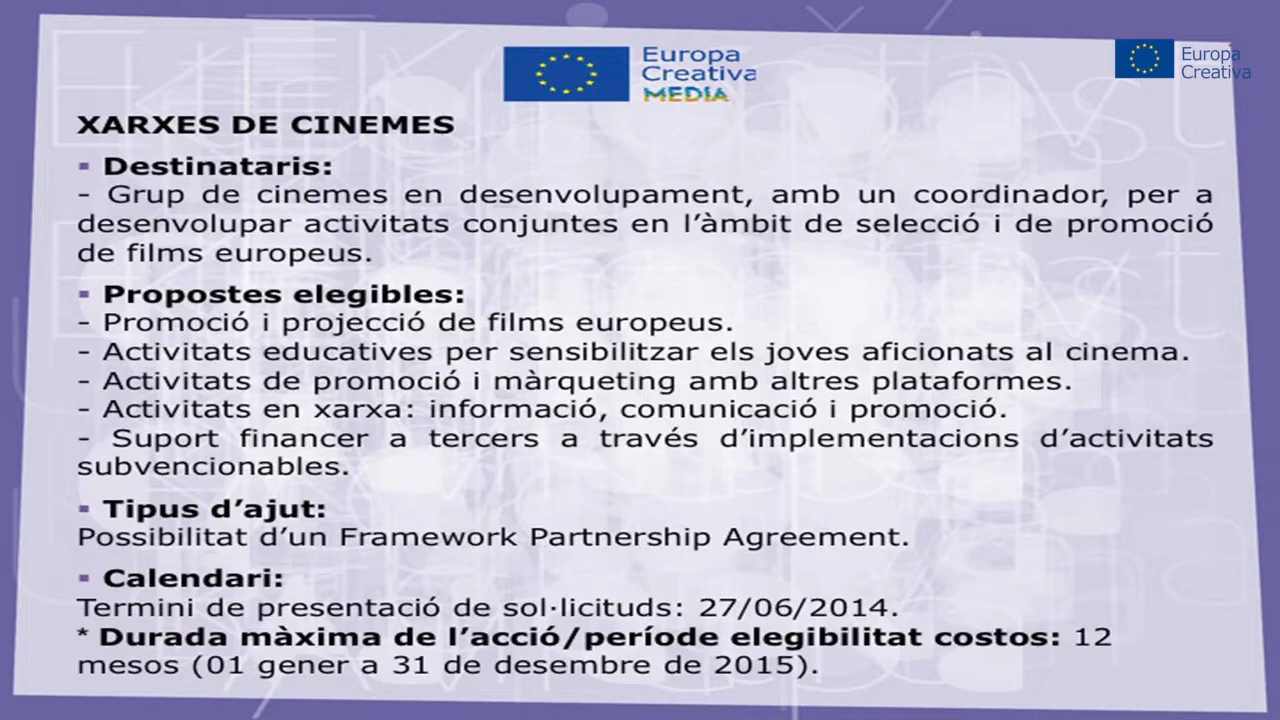 Europa
Creativa
MEDIA
Europa
Creativa
XARXES DE CINEMES
▪ Destinataris:
- Grup de cinemes en desenvolupament, amb un coordinador, per a
desenvolupar activitats conjuntes en l’àmbit de selecció i de promoció
de films europeus.
▪ Propostes elegibles:
- Promoció i projecció de films europeus.
- Activitats educatives per sensibilitzar els joves aficionats al cinema.
- Activitats de promoció i màrqueting amb altres plataformes.
- Activitats en xarxa: informació, comunicació i promoció.
- Suport financer a tercers a través d’implementacions d’activitats
subvencionables.
▪ Tipus d’ajut:
Possibilitat d’un Framework Partnership Agreement.
▪ Calendari:
Termini de presentació de sol·licituds: 27/06/2014.
* Durada màxima de l’acció/període elegibilitat costos: 12
mesos (01 gener a 31 de desembre de 2015).